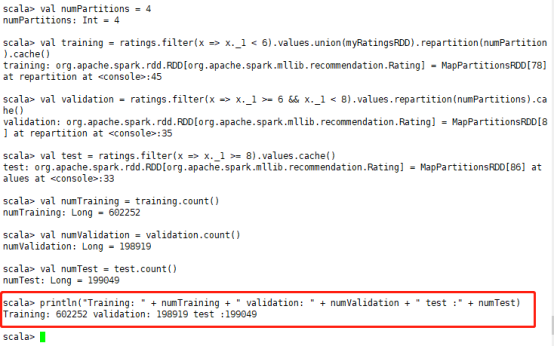 scala> val numPartitions = 4
numPartitions: Int = 4
scala> val training = ratings.filter(x => x._1 < 6).values.union(myRatingsRDD).repartition(numPartition
).cache()
training: org.apache.spark.rdd.RDD[org.apache.spark.mllib.recommendation.Rating] = MapPartitionsRDD[78]
at repartition at <console>:45
scala> val validation = ratings.filter(x => x._1 >= 6 && x._1 < 8).values.repartition(numPartitions).ca
he()
validation: org.apache.spark.rdd.RDD[org.apache.spark.mllib.recommendation.Rating] = MapPartitionsRDD[8
] at repartition at <console>:35
scala> val test = ratings.filter(x => x._1 >= 8).values.cache()
test: org.apache.spark.rdd.RDD[org.apache.spark.mllib.recommendation.Rating] = MapPartitionsRDD[86] at
alues at <console>:33
scala> val numTraining = training.count()
numTraining: Long = 602252
scala> val numValidation = validation.count()
numValidation: Long = 198919
scala> val numTest = test.count()
numTest: Long = 199049
scala> println("Training: " + numTraining + " validation: " + numValidation + " test :" + numTest)
Training: 602252 validation: 198919 test :199049
scala>